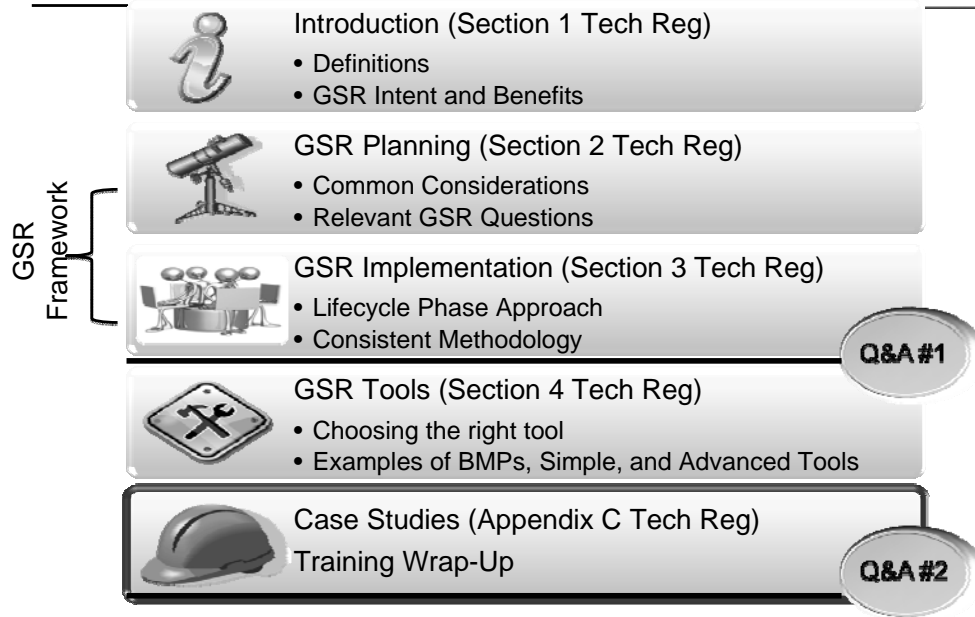 Introduction (Section 1 Tech Reg)
• Definitions
• GSR Intent and Benefits
GSR Planning (Section 2 Tech Reg)
• Common Considerations
• Relevant GSR Questions
GSR
Framework
GSR Implementation (Section 3 Tech Reg)
• Lifecycle Phase Approach
• Consistent Methodology
Q&A #1
GSR Tools (Section 4 Tech Reg)
• Choosing the right tool
• Examples of BMPs, Simple, and Advanced Tools
Case Studies (Appendix C Tech Reg)
Training Wrap-Up
Q&A #2